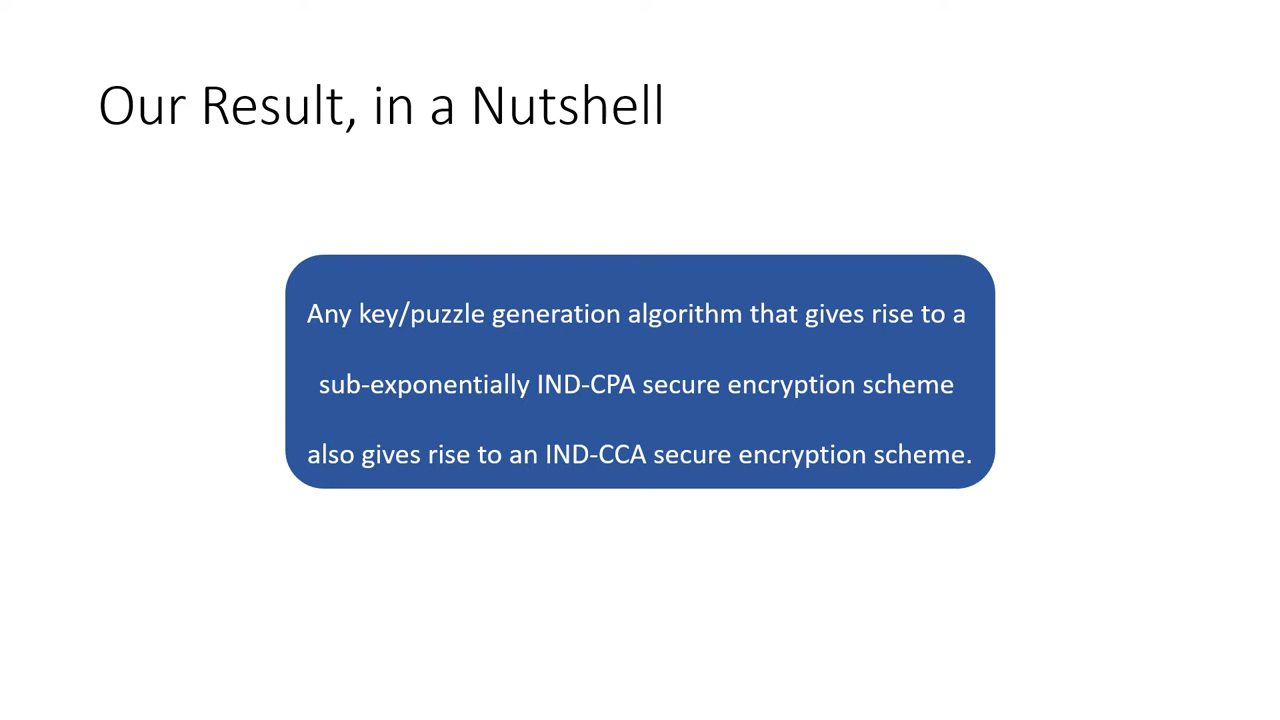 Our Result, in a Nutshell
Any key/puzzle generation algorithm that gives rise to a
sub-exponentially IND-CPA secure encryption scheme
also gives rise to an IND-CCA secure encryption scheme.